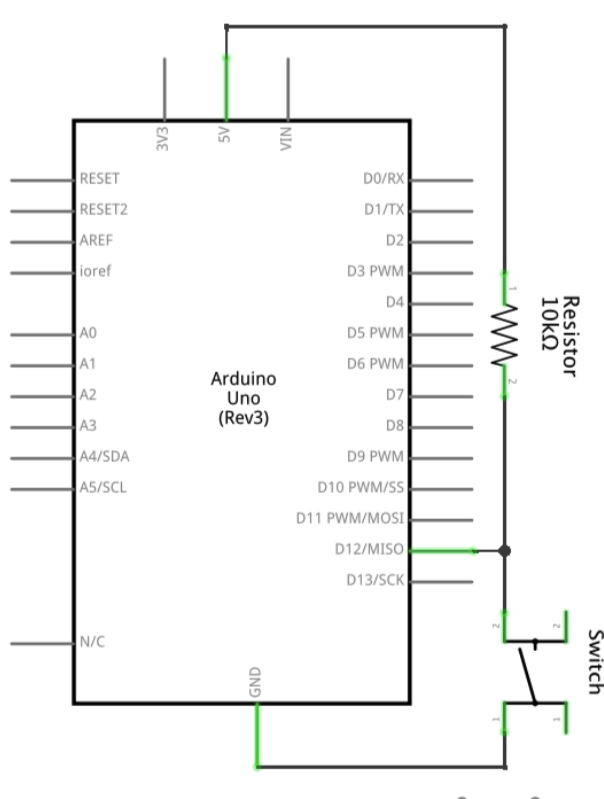 3V3
5V
VIN
RESET
D0/RX
RESET2
D1/TX
AREF
D2
ioref
D3 PWM
1
D4
Resistor
10kΩ
A0
D5 PWM
A1
D6 PWM
2
Arduino
Uno
(Rev3)
A2
D7
A3
D8
A4/SDA
D9 PWM
A5/SCL
D10 PWM/SS
D11 PWM/MOSI
D12/MISO
D13/SCK
2
2
N/C
Switch
GND
1
1